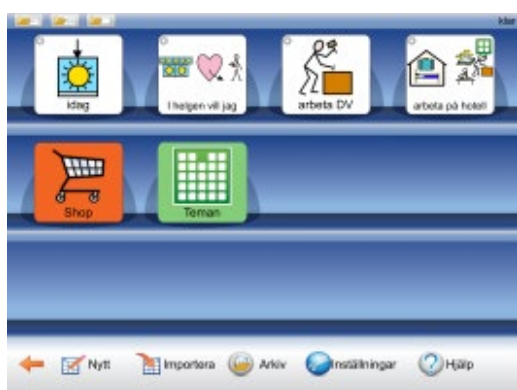 klar
idag
I helgen vill jag
arbeta DV
arbeta på hotell
Shop
Teman
Nytt
Importera
Arkiv
Inställningar
Hjälp